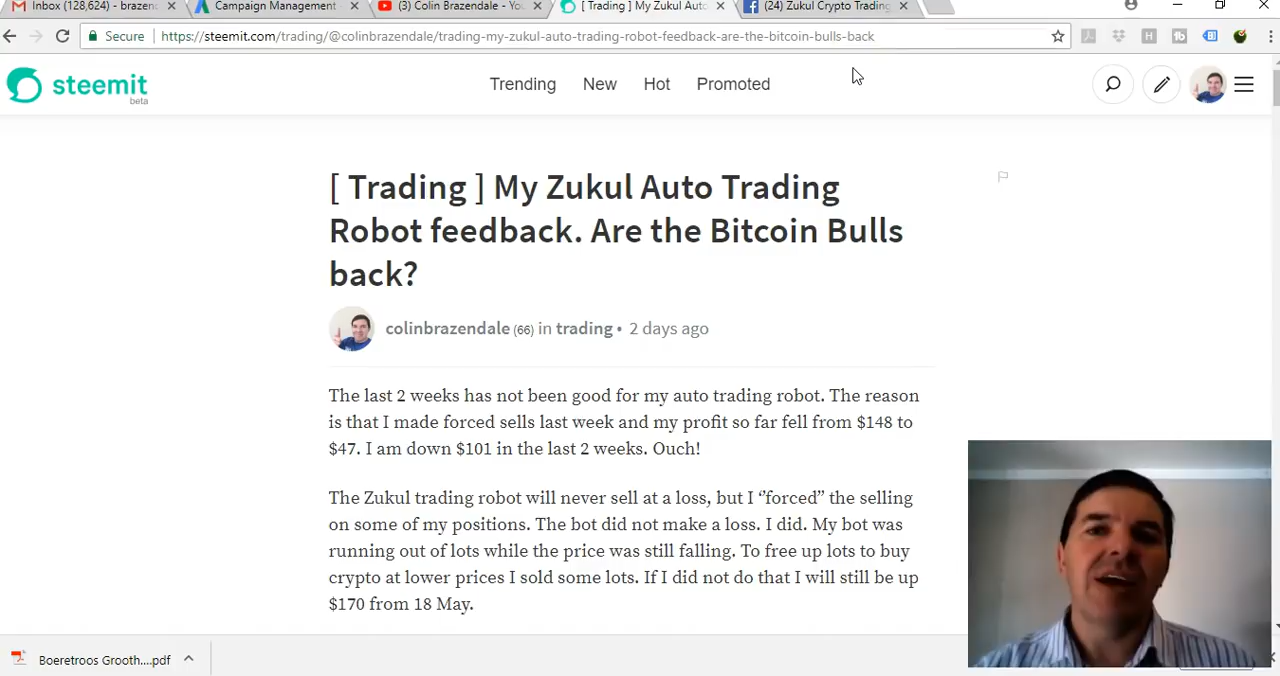 Inbox (128,624) - brazen
Campaign Management
(3) Colin Brazendale - Yo
[ Trading ] My Zukul Auto
(24) Zukul Crypto Trading
Secure
https://steemit.com/trading/@colinbrazendale/trading-my-zukul-auto-trading-robot-feedback-are-the-bitcoin-bulls-back
steemit
beta
Trending
New
Hot
Promoted
[ Trading ] My Zukul Auto Trading
Robot feedback. Are the Bitcoin Bulls
back?
colinbrazendale (66) in trading • 2 days ago
The last 2 weeks has not been good for my auto trading robot. The reason
is that I made forced sells last week and my profit so far fell from $148 to
$47. I am down $101 in the last 2 weeks. Ouch!
The Zukul trading robot will never sell at a loss, but I “forced” the selling
on some of my positions. The bot did not make a loss. I did. My bot was
running out of lots while the price was still falling. To free up lots to buy
crypto at lower prices I sold some lots. If I did not do that I will still be up
$170 from 18 May.
Boeretroos Grooth....pdf